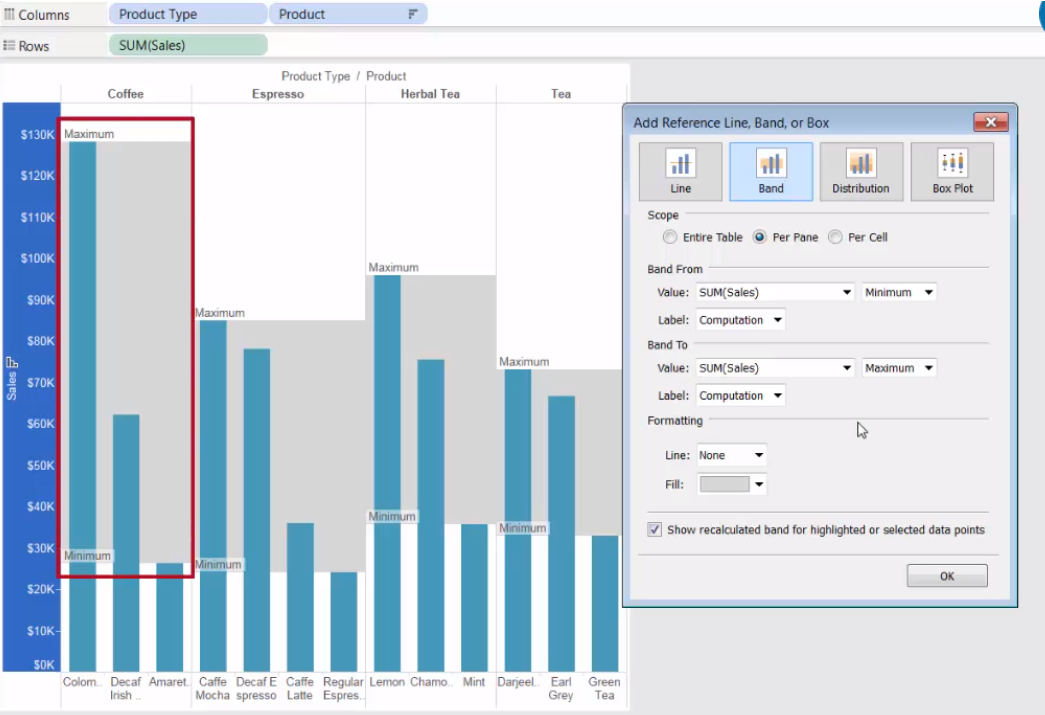 Columns Product Type Product
Rows SUM(Sales)
Product Type / Product
Coffee Espresso Herbal Tea Tea
Sales
$130K
$120K
$110K
$100K
$90K
$80K
$70K
$60K
$50K
$40K
$30K
$20K
$10K
$0K
Maximum
Minimum
Maximum
Minimum
Maximum
Minimum
Maximum
Minimum
Colom.. Decaf Irish .. Amaret. Caffe Mocha Decaf E spresso Caffe Latte Regular Espres.. Lemon Chamo.. Mint Darjeel.. Earl Grey Green Tea
Add Reference Line, Band, or Box
Line Band Distribution Box Plot
Scope
Entire Table Per Pane Per Cell
Band From
Value: SUM(Sales) Minimum
Label: Computation
Band To
Value: SUM(Sales) Maximum
Label: Computation
Formatting
Line: None
Fill:
Show recalculated band for highlighted or selected data points
OK